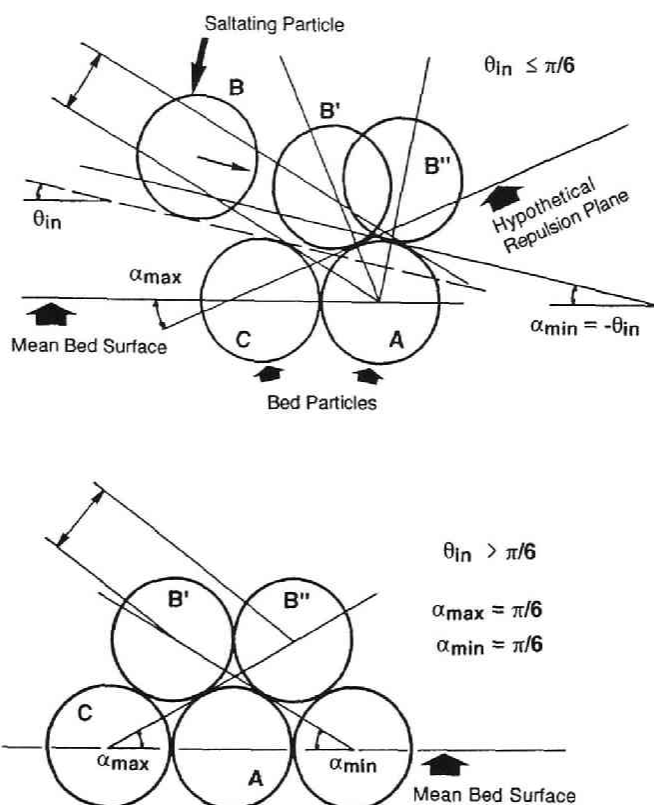 Saltating Particle
θin ≤ π/6
B
B'
B"
Hypothetical
Repulsion Plane
θin
αmax
αmin = -θin
C
A
Mean Bed Surface
Bed Particles
θin > π/6
B'
B"
αmax = π/6
αmin = π/6
C
αmax
A
αmin
Mean Bed Surface